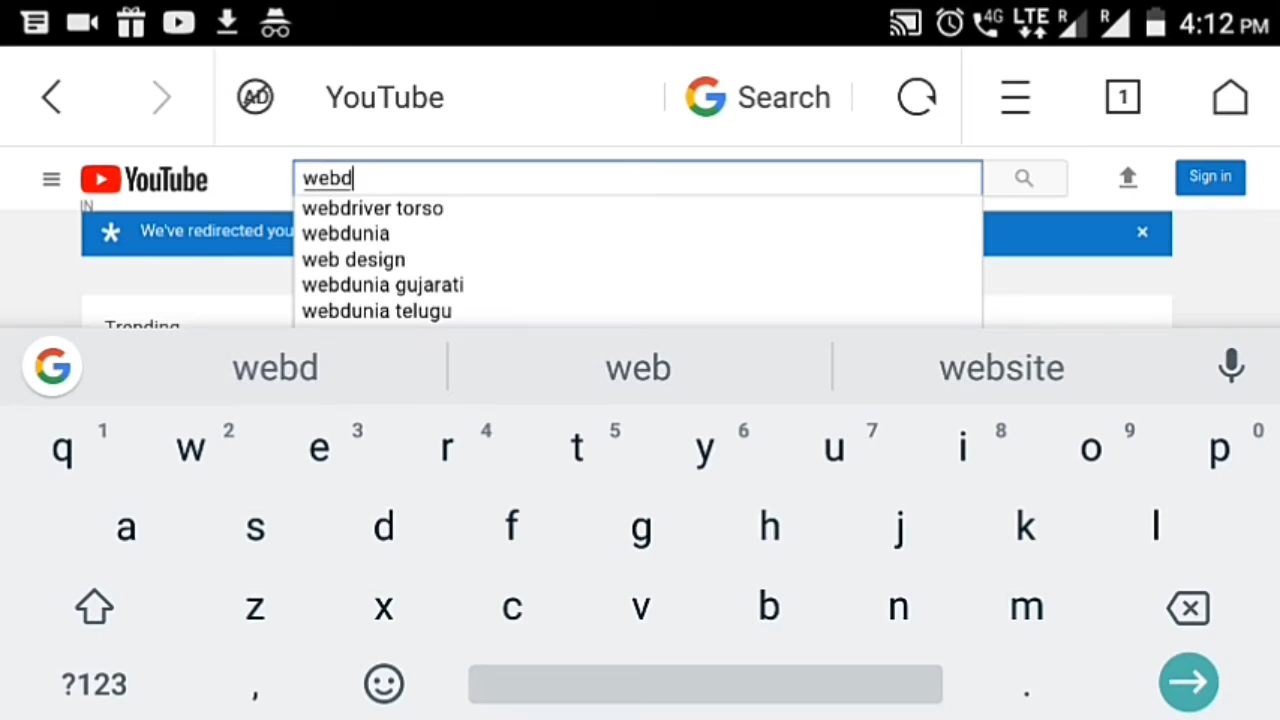 4G LTE R R 4:12 PM
AD YouTube G Search 1
YouTube IN webd Sign in
webdriver torso
We've redirected you webdunia
web design
webdunia gujarati
webdunia telugu
Trending
G webd web website
q 1 w 2 e 3 r 4 t 5 y 6 u 7 i 8 o 9 p 0
a s d f g h j k l
z x c v b n m
?123 , .